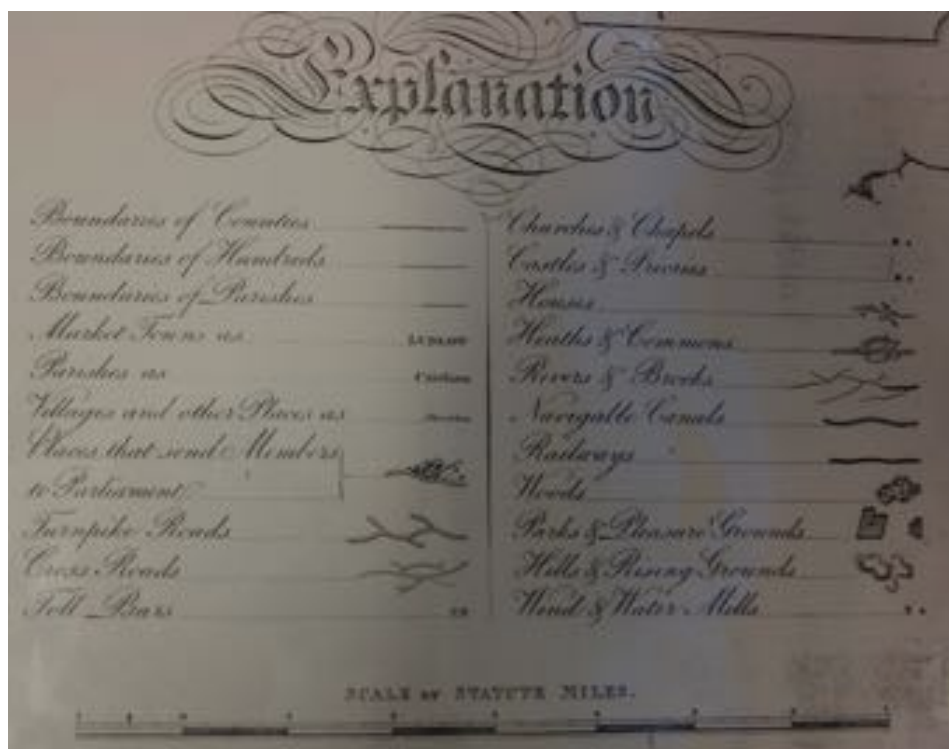 Explanation
Boundaries of Counties
Boundaries of Hundreds
Boundaries of Parishes
Market Towns as LUDLOW
Parishes as
Villages and other Places as
Places that send Members
to Parliament
Turnpike Roads
Cross Roads
Toll Bars
Churches & Chapels
Castles & Priories
Houses
Heaths & Commons
Rivers & Brooks
Navigable Canals
Railways
Woods
Parks & Pleasure Grounds
Hills & Rising Grounds
Wind & Water Mills
SCALE OF STATUTE MILES.